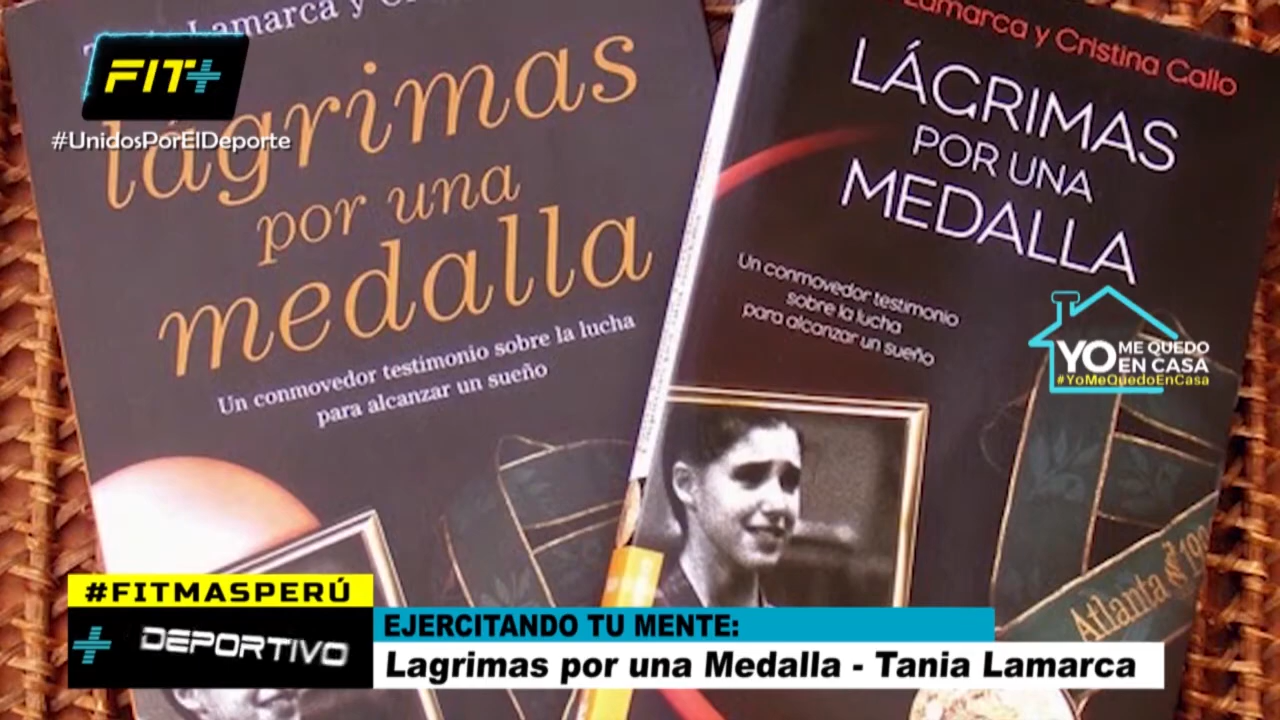 FIT+
#UnidosPorElDeporte
Lamarca y
lágrimas
por una
medalla
Un conmovedor testimonio sobre la lucha
para alcanzar un sueño
Lamarca y Cristina Gallo
LÁGRIMAS
POR UNA
MEDALLA
Un conmovedor testimonio
sobre la lucha
para alcanzar un sueño
Atlanta
YO ME QUEDO
EN CASA
#YoMeQuedoEnCasa
#FITMASPERÚ
+ DEPORTIVO
EJERCITANDO TU MENTE:
Lagrimas por una Medalla - Tania Lamarca